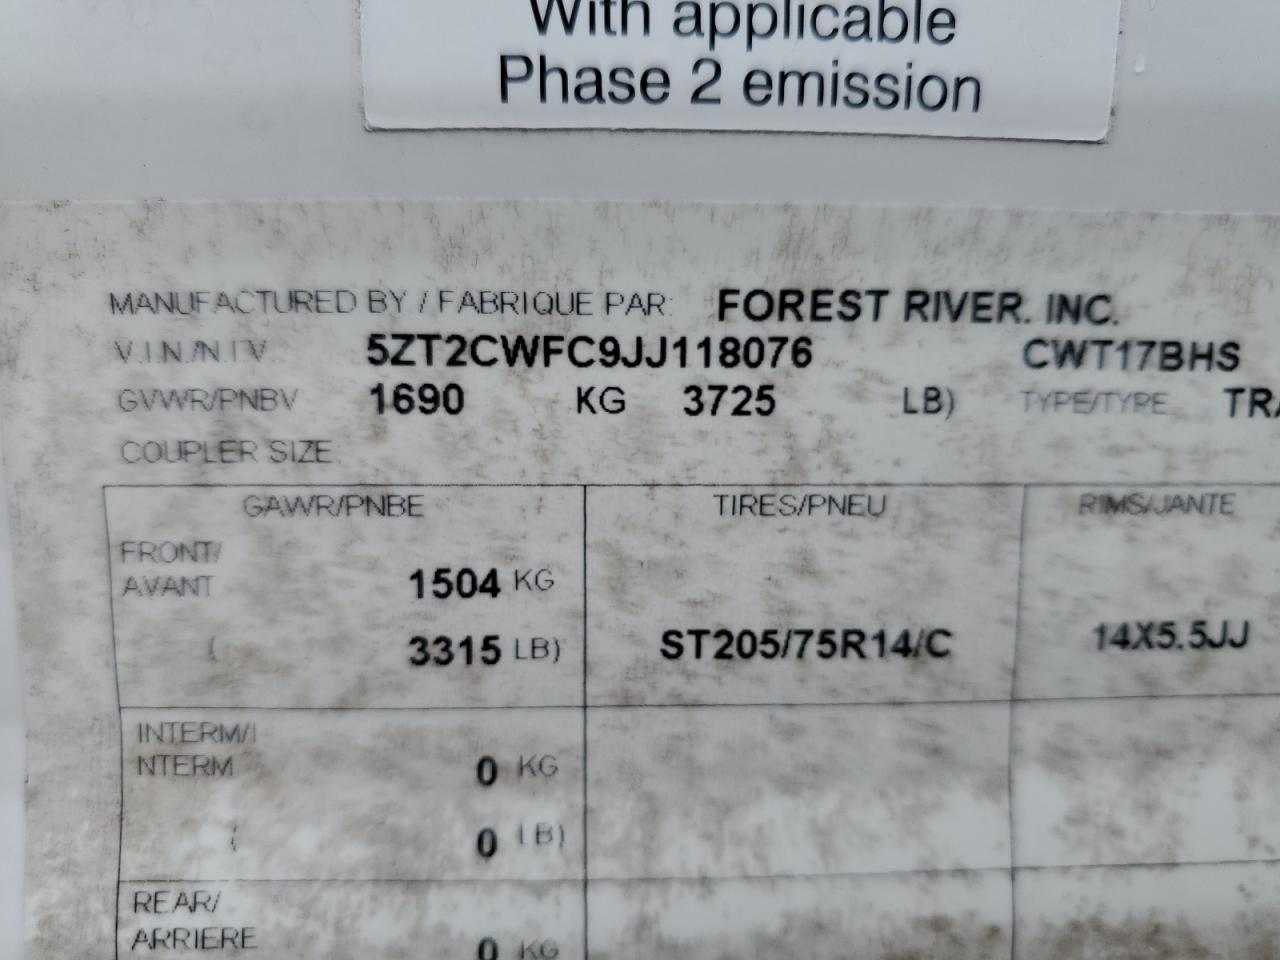 With applicable
Phase 2 emission
MANUFACTURED BY / FABRIQUE PAR: FOREST RIVER. INC.
V.I.N./N.I.V. 5ZT2CWFC9JJ118076 CWT17BHS
GVWR/PNBV 1690 KG 3725 LB) TYPE/TYPE TRA
COUPLER SIZE
GAWR/PNBE TIRES/PNEU RIMS/JANTE
FRONT/
AVANT 1504 KG
( 3315 LB) ST205/75R14/C 14X5.5JJ
INTERM/I
NTERM 0 KG
( 0 LB)
REAR/
ARRIERE 0 KG